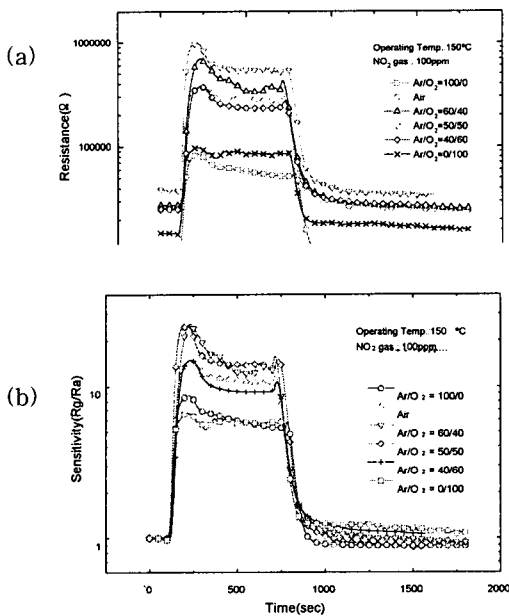 (a)
1000000
100000
Resistance(Ω)
Operating Temp. 150℃
NO₂ gas . 100ppm
Ar/O₂=100/0
Air
Ar/O₂=60/40
Ar/O₂=50/50
Ar/O₂=40/60
Ar/O₂=0/100
(b)
10
1
Sensitivity(Rg/Ra)
Operating Temp. 150 ℃
NO₂ gas . 100ppm
Ar/O₂ = 100/0
Air
Ar/O₂ = 60/40
Ar/O₂ = 50/50
Ar/O₂ = 40/60
Ar/O₂ = 0/100
0 500 1000 1500 2000
Time(sec)